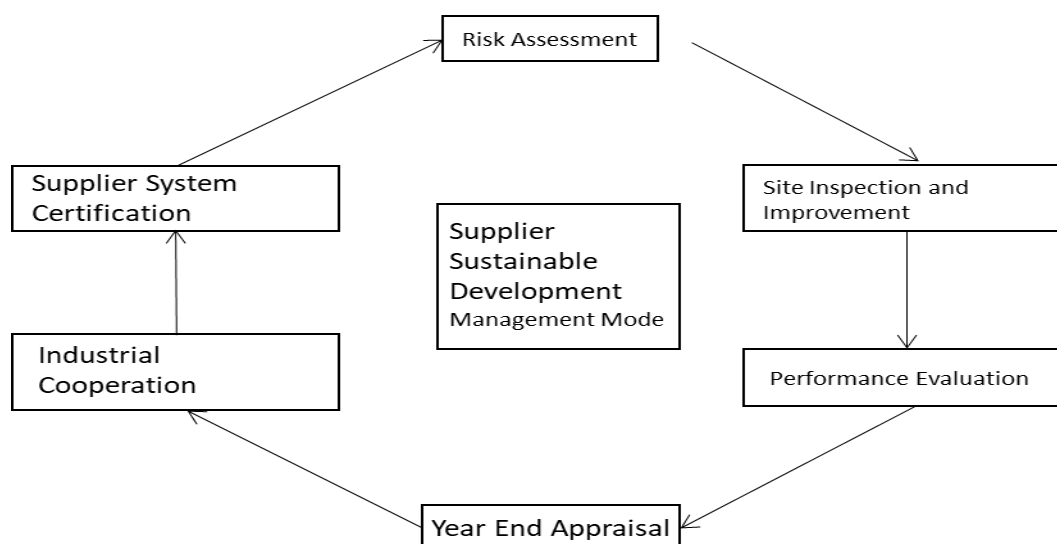 Risk Assessment
Supplier System
Certification
Site Inspection and
Improvement
Supplier
Sustainable
Development
Management Mode
Industrial
Cooperation
Performance Evaluation
Year End Appraisal